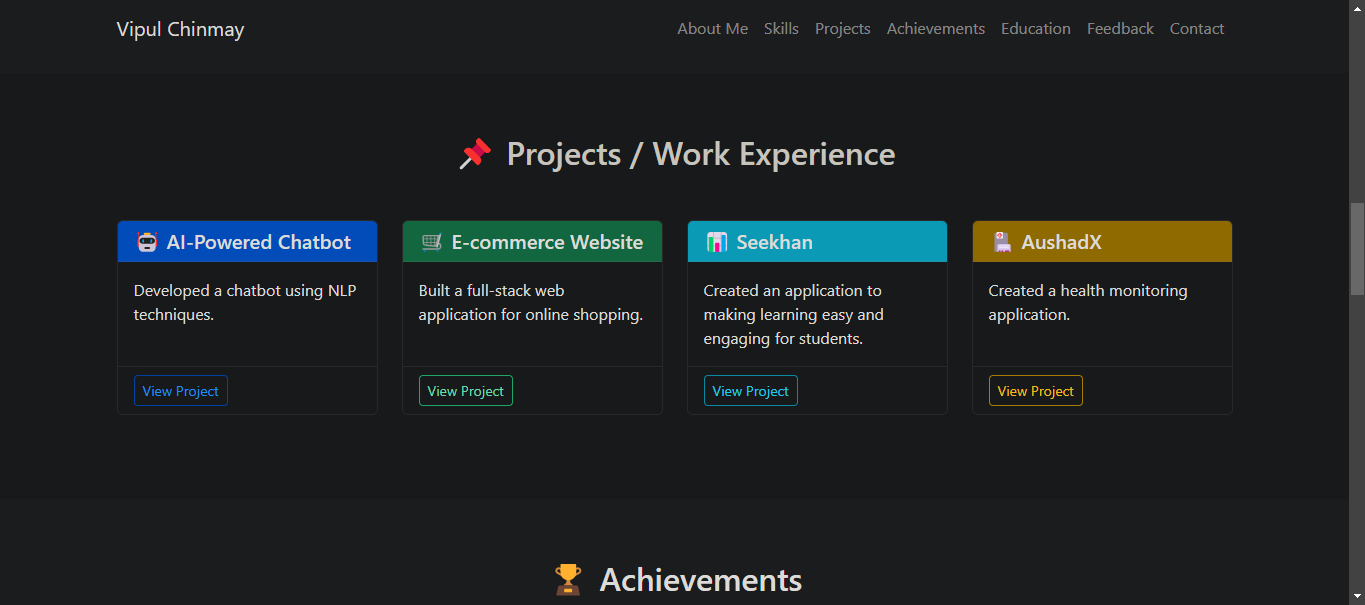 Vipul Chinmay
About Me Skills Projects Achievements Education Feedback Contact
Projects / Work Experience
AI-Powered Chatbot
Developed a chatbot using NLP
techniques.
View Project
E-commerce Website
Built a full-stack web
application for online shopping.
View Project
Seekhan
Created an application to
making learning easy and
engaging for students.
View Project
AushadX
Created a health monitoring
application.
View Project
Achievements